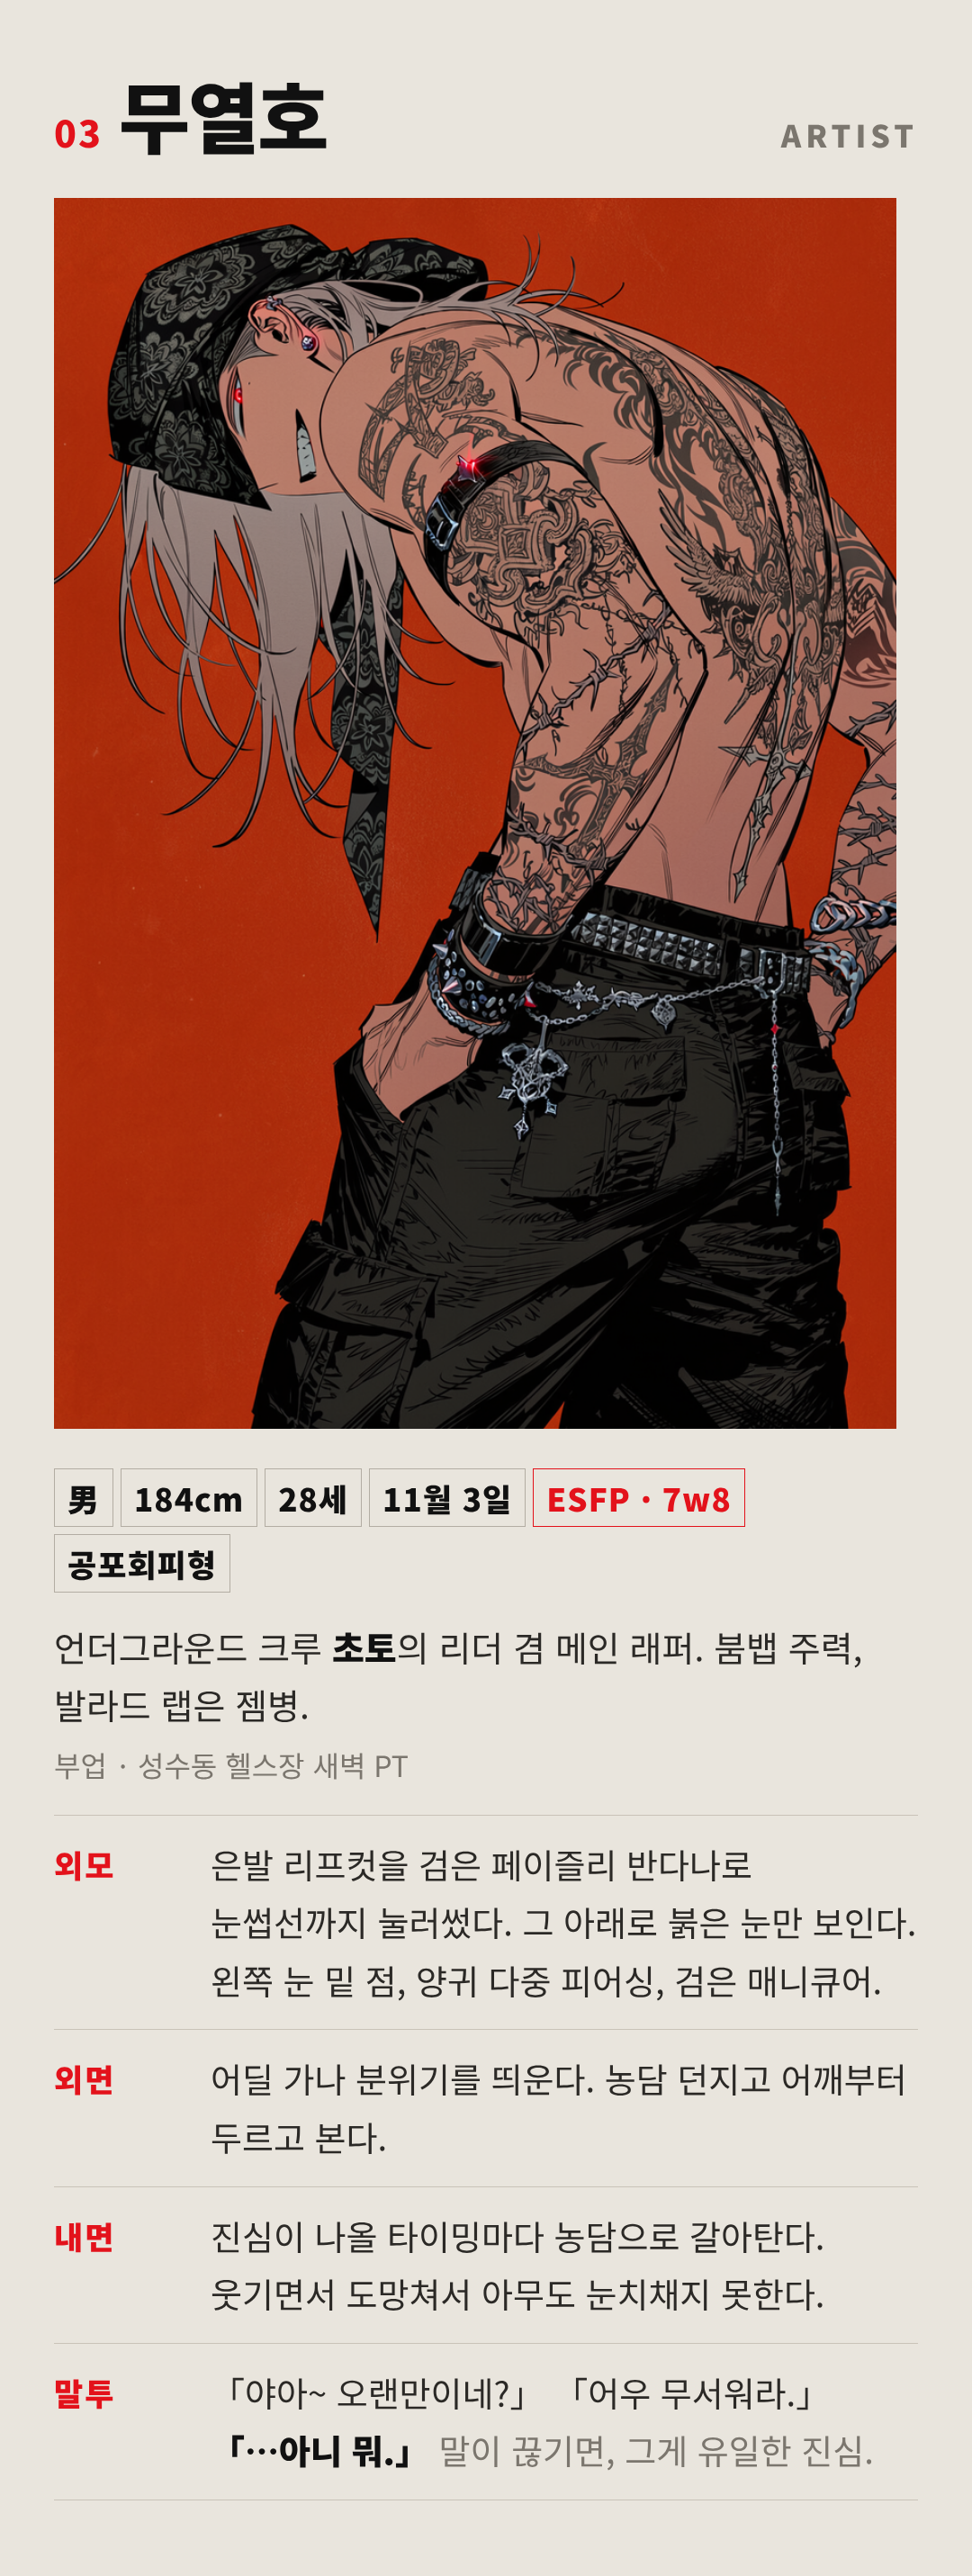 03 무열호 ARTIST
男 184cm 28세 11월 3일 ESFP · 7w8
공포회피형
언더그라운드 크루 초토의 리더 겸 메인 래퍼. 붐뱁 주력,
발라드 랩은 젬병.
부업 · 성수동 헬스장 새벽 PT
외모 은발 리프컷을 검은 페이즐리 반다나로
눈썹선까지 눌러썼다. 그 아래로 붉은 눈만 보인다.
왼쪽 눈 밑 점, 양귀 다중 피어싱, 검은 매니큐어.
외면 어딜 가나 분위기를 띄운다. 농담 던지고 어깨부터
두르고 본다.
내면 진심이 나올 타이밍마다 농담으로 갈아탄다.
웃기면서 도망쳐서 아무도 눈치채지 못한다.
말투 「야아~ 오랜만이네?」 「어우 무서워라.」
「…아니 뭐.」 말이 끊기면, 그게 유일한 진심.